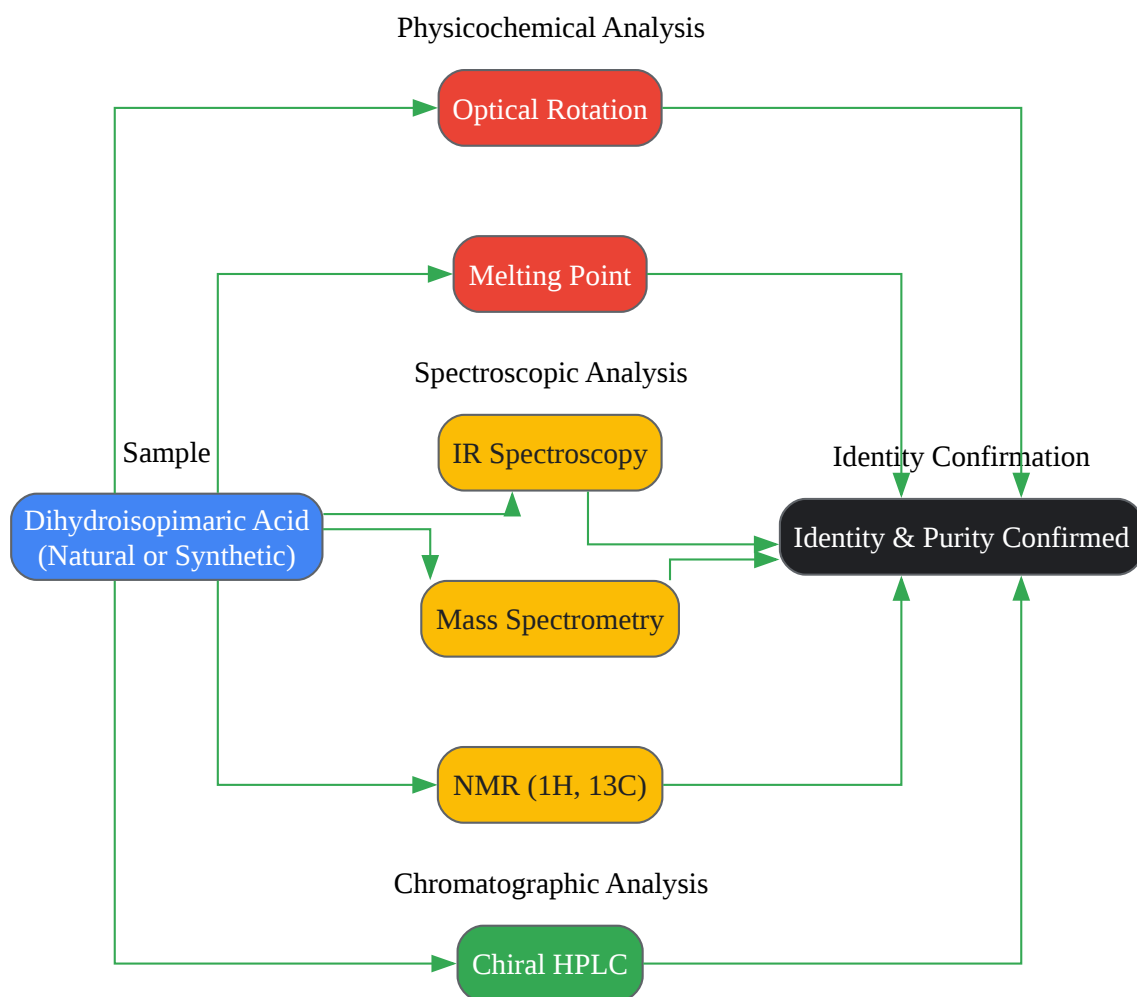 Physicochemical Analysis
Optical Rotation
Melting Point
Spectroscopic Analysis
IR Spectroscopy
Sample
Identity Confirmation
Dihydroisopimaric Acid
(Natural or Synthetic)
Identity & Purity Confirmed
Mass Spectrometry
NMR (1H, 13C)
Chromatographic Analysis
Chiral HPLC